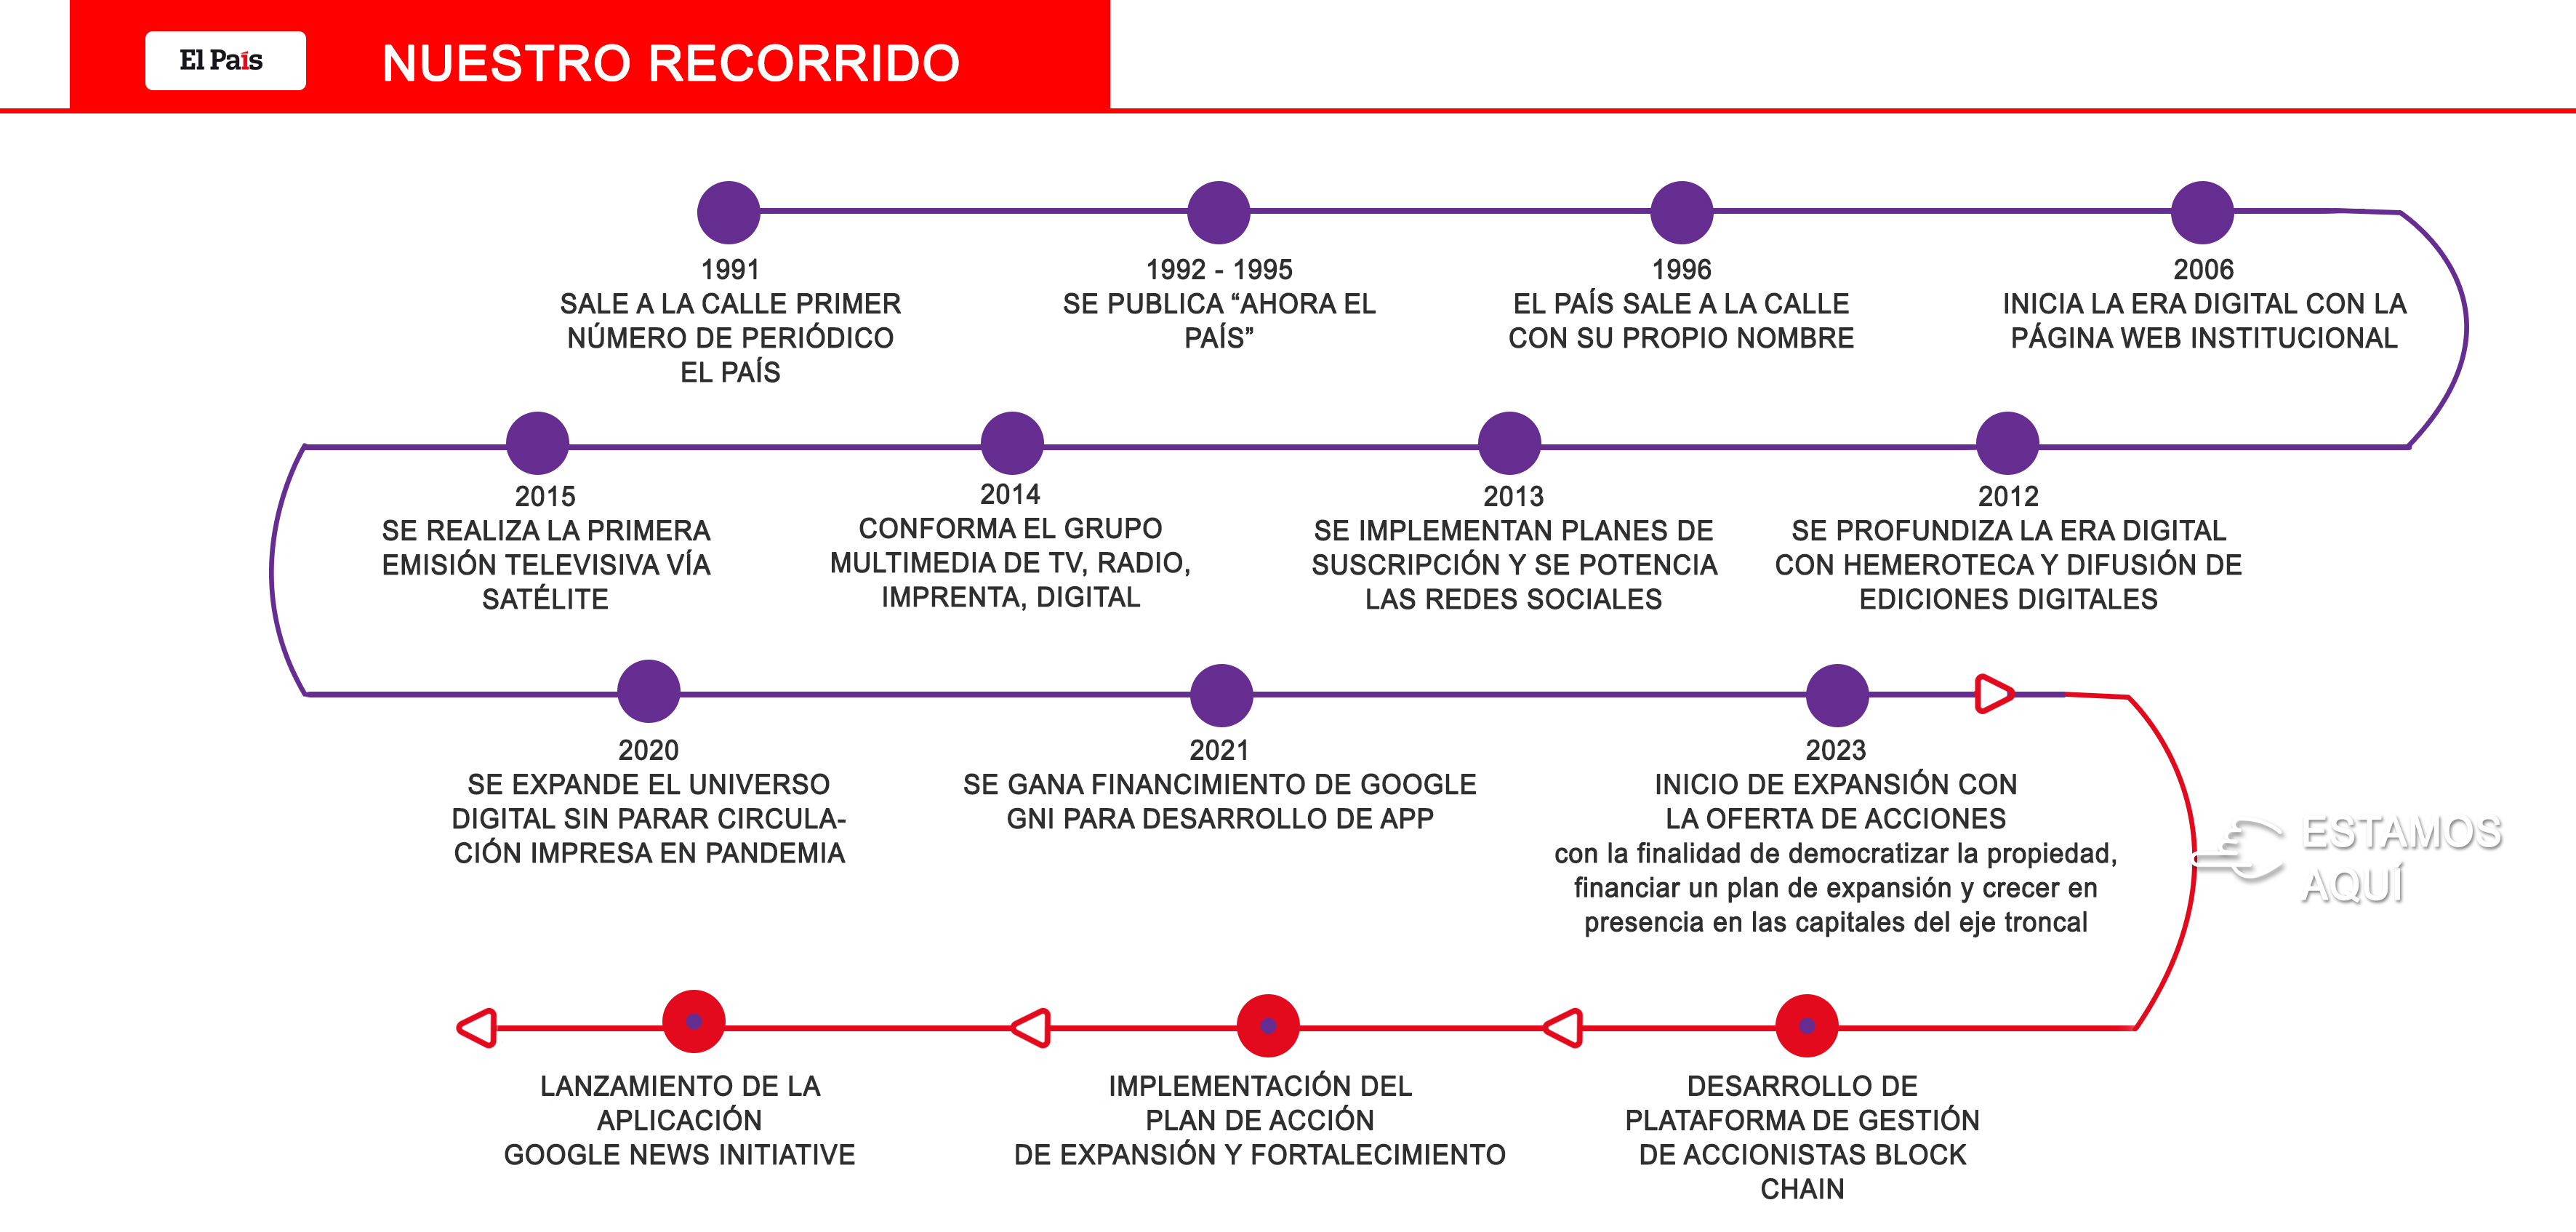 El País
NUESTRO RECORRIDO
1991
SALE A LA CALLE PRIMER
NÚMERO DE PERIÓDICO
EL PAÍS
1992 - 1995
SE PUBLICA “AHORA EL
PAÍS”
1996
EL PAÍS SALE A LA CALLE
CON SU PROPIO NOMBRE
2006
INICIA LA ERA DIGITAL CON LA
PÁGINA WEB INSTITUCIONAL
2012
SE PROFUNDIZA LA ERA DIGITAL
CON HEMEROTECA Y DIFUSIÓN DE
EDICIONES DIGITALES
2013
SE IMPLEMENTAN PLANES DE
SUSCRIPCIÓN Y SE POTENCIA
LAS REDES SOCIALES
2014
CONFORMA EL GRUPO
MULTIMEDIA DE TV, RADIO,
IMPRENTA, DIGITAL
2015
SE REALIZA LA PRIMERA
EMISIÓN TELEVISIVA VÍA
SATÉLITE
2020
SE EXPANDE EL UNIVERSO
DIGITAL SIN PARAR CIRCULA-
CIÓN IMPRESA EN PANDEMIA
2021
SE GANA FINANCIMIENTO DE GOOGLE
GNI PARA DESARROLLO DE APP
2023
INICIO DE EXPANSIÓN CON
LA OFERTA DE ACCIONES
con la finalidad de democratizar la propiedad,
financiar un plan de expansión y crecer en
presencia en las capitales del eje troncal
ESTAMOS
AQUÍ
DESARROLLO DE
PLATAFORMA DE GESTIÓN
DE ACCIONISTAS BLOCK
CHAIN
IMPLEMENTACIÓN DEL
PLAN DE ACCIÓN
DE EXPANSIÓN Y FORTALECIMIENTO
LANZAMIENTO DE LA
APLICACIÓN
GOOGLE NEWS INITIATIVE